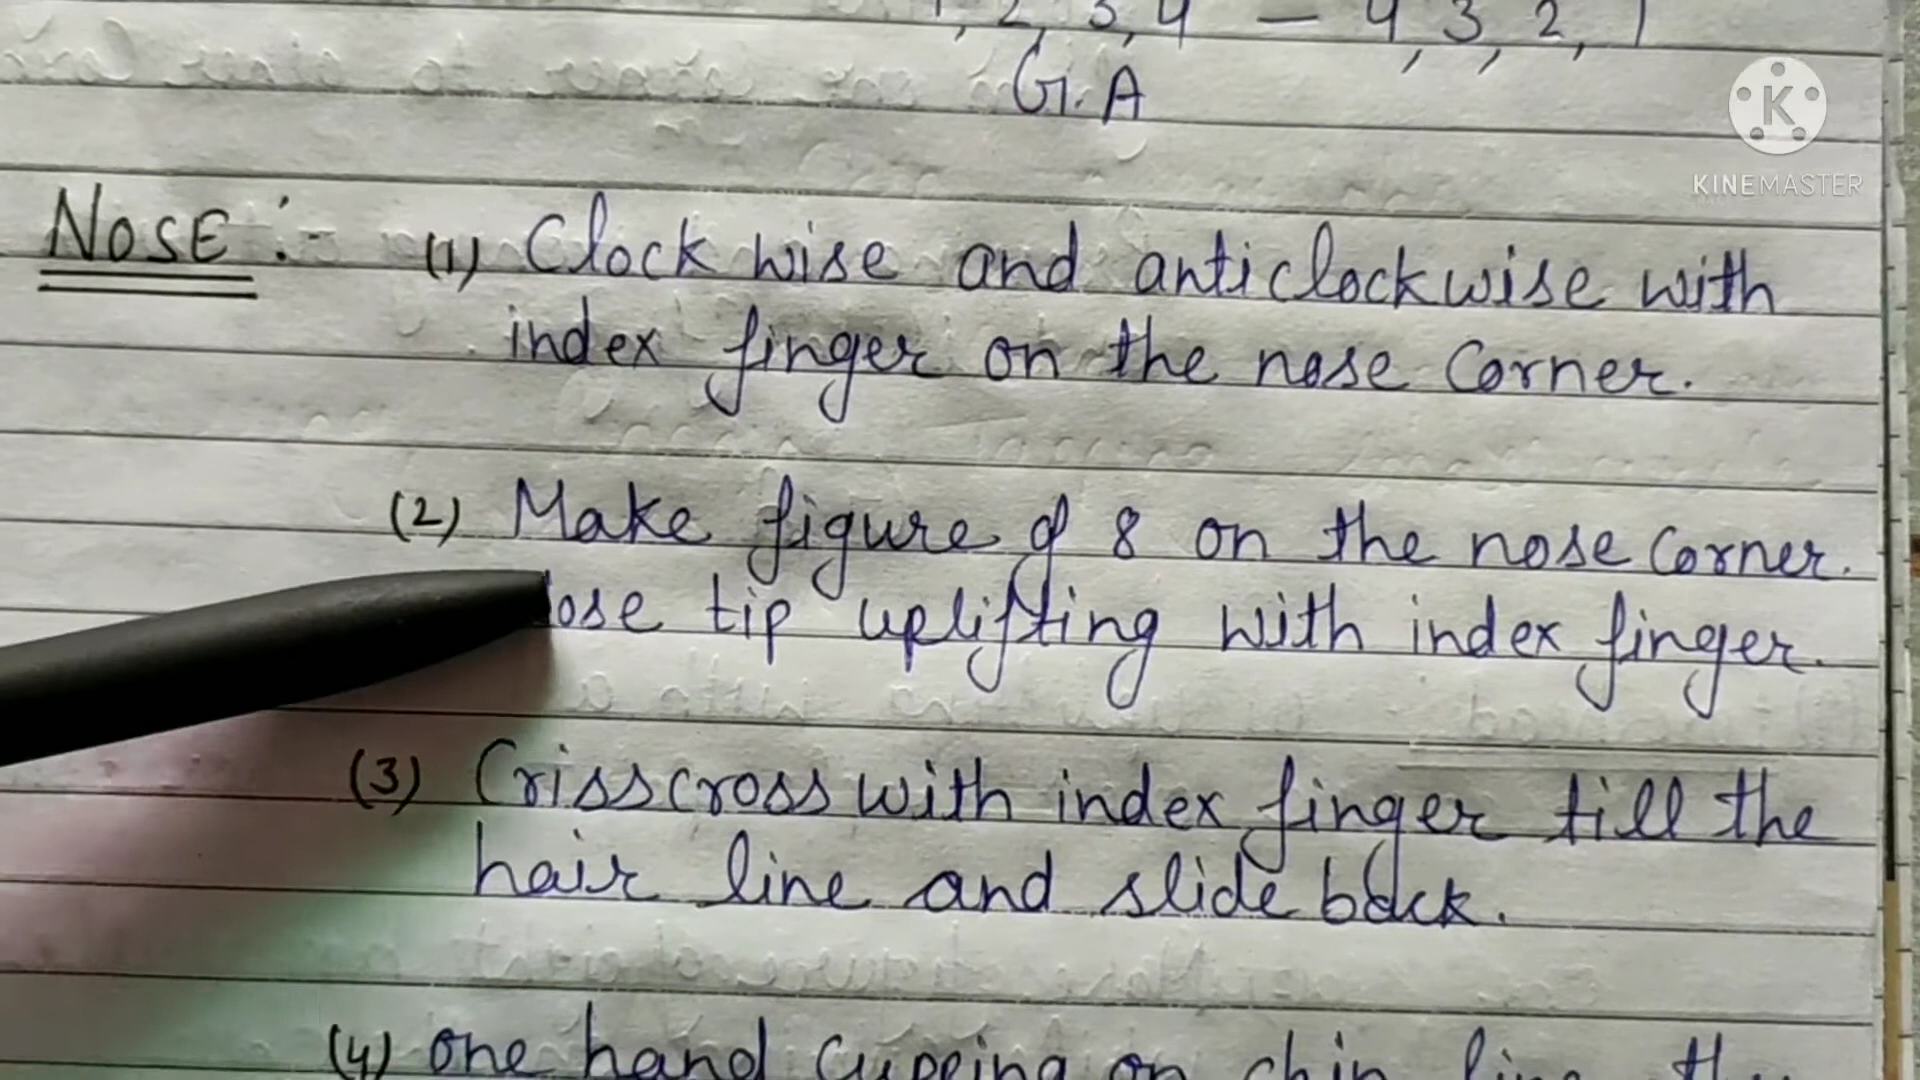 1, 2, 3, 4 — 4, 3, 2, 1
G.A
K
KINEMASTER
NOSE :- (1) Clock wise and anticlockwise with
index finger on the nose Corner.
(2) Make figure of 8 on the nose Corner.
tip uplifting with index finger.
(3) Crisscross with index finger till the
hair line and slide back.
(4) one hand cupping on chin line, the